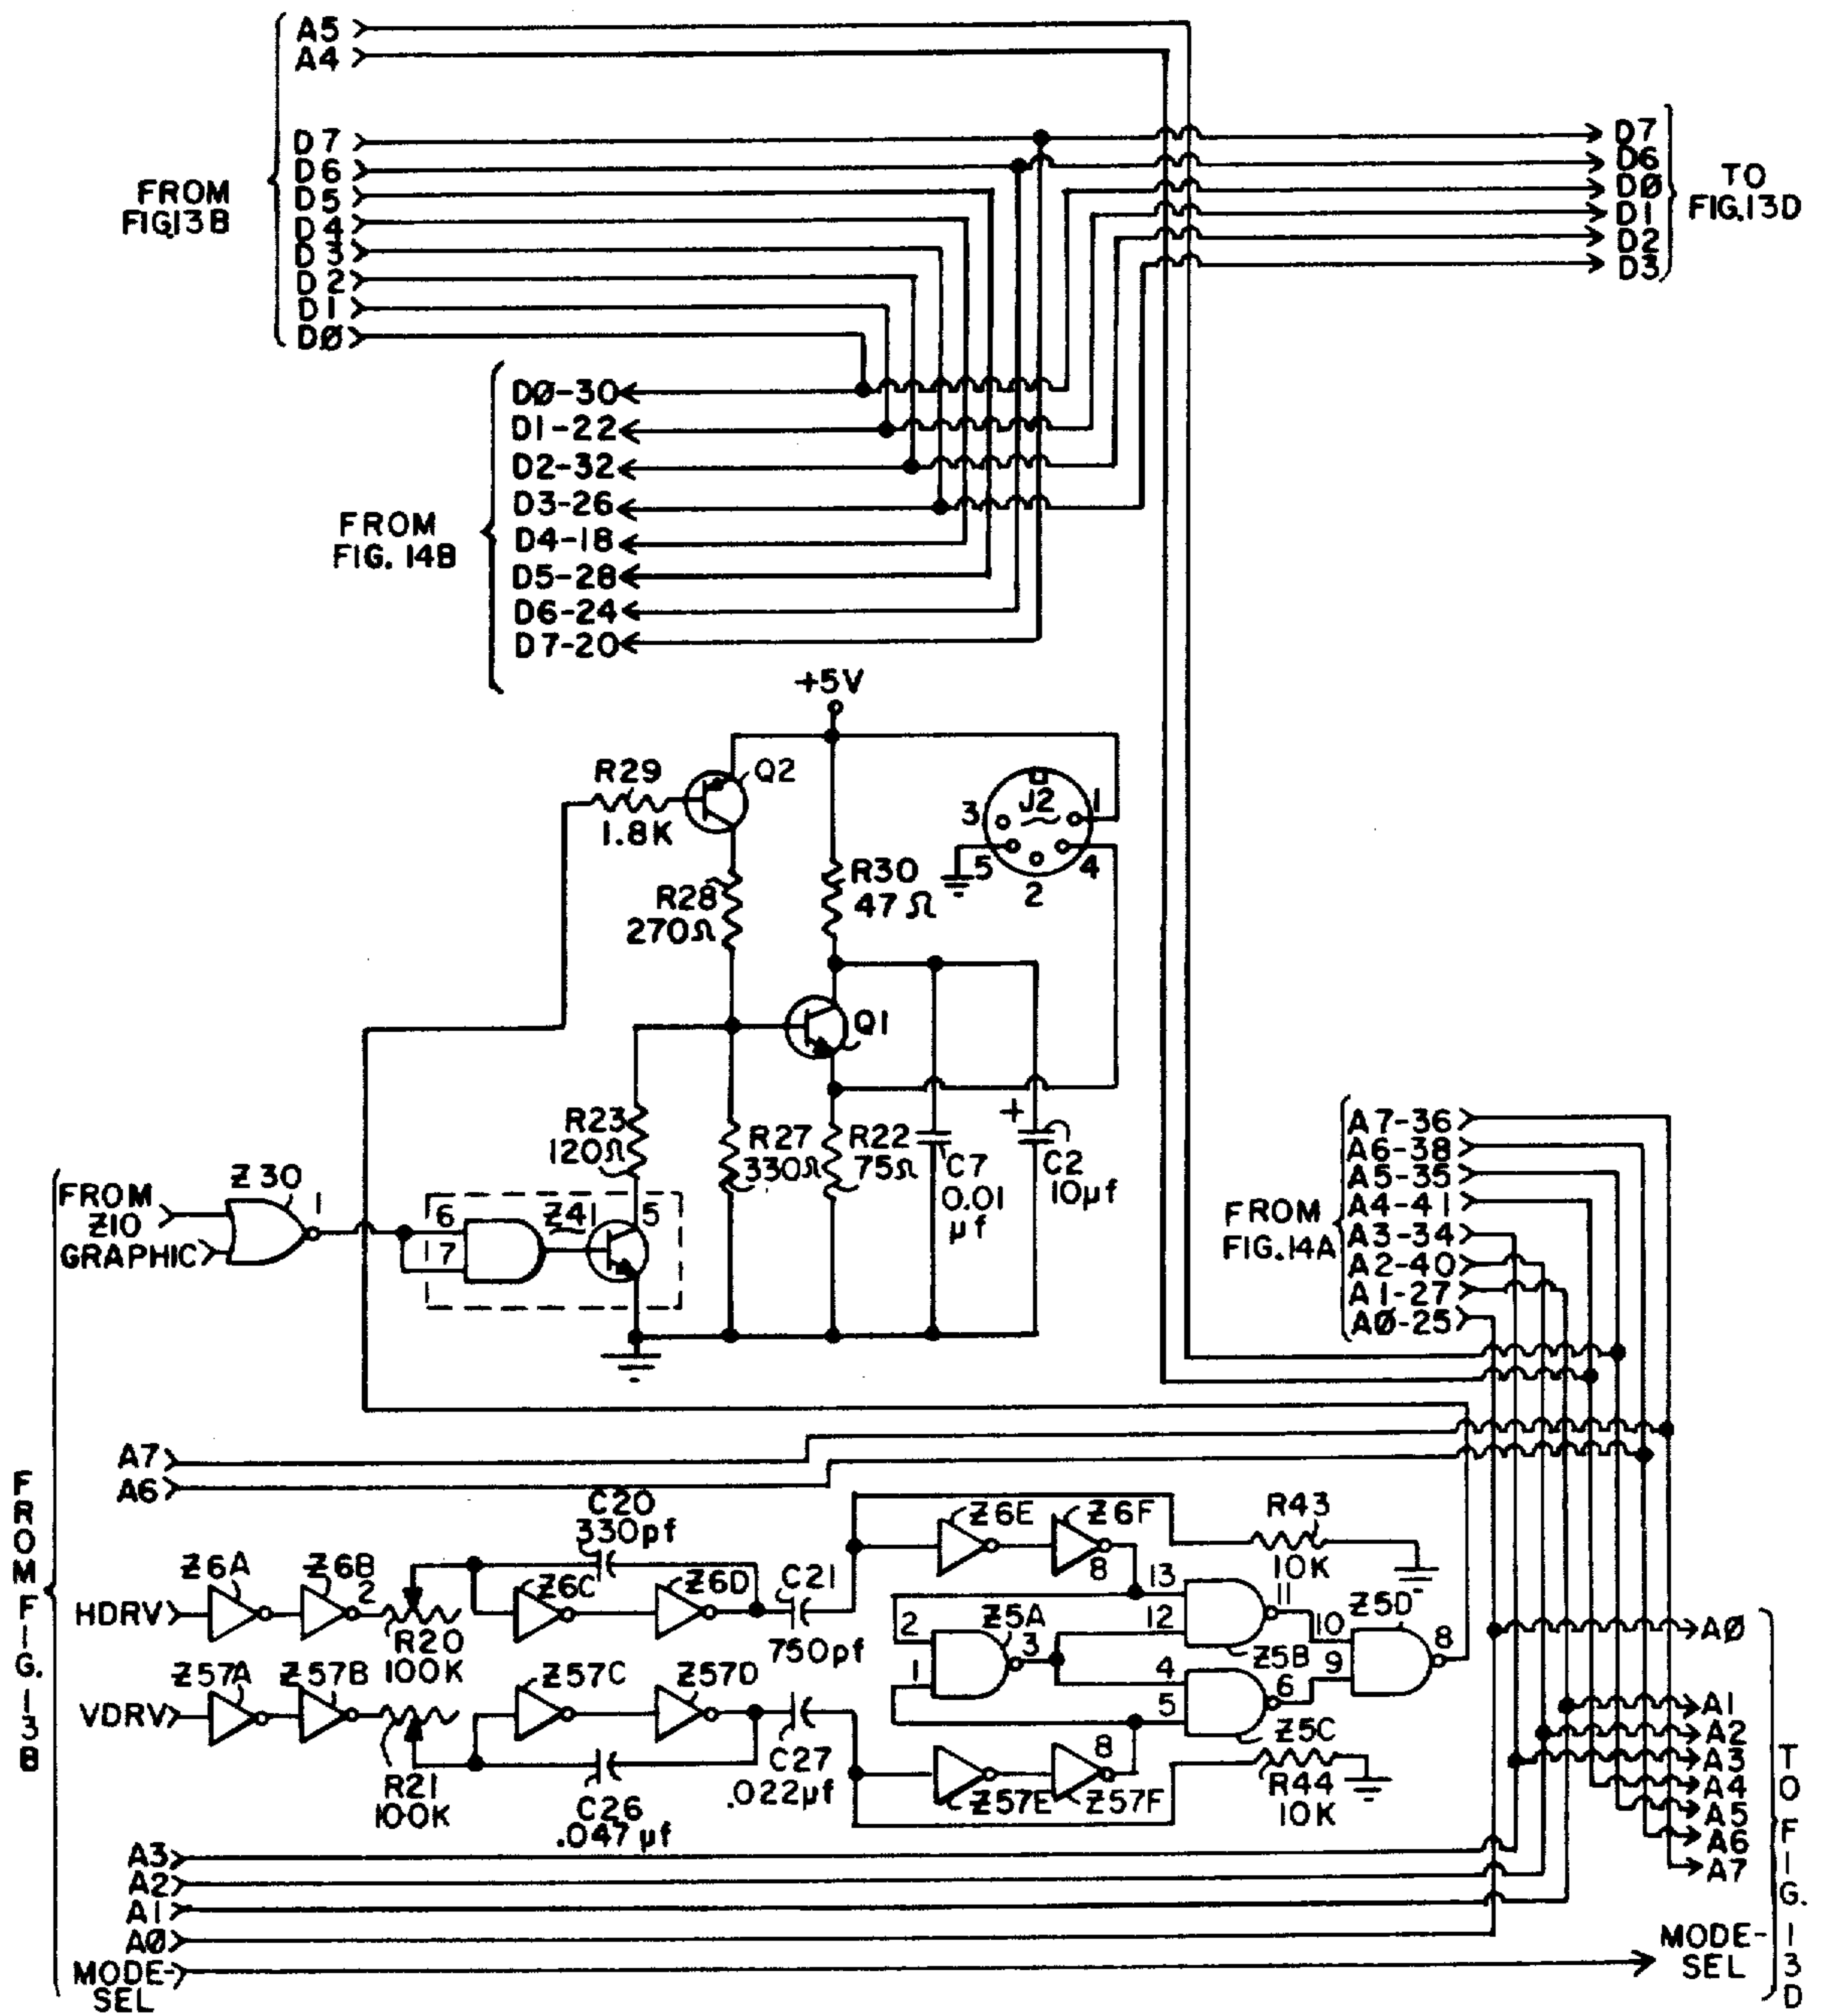 A5
A4
D7
D6
D5
D4
D3
D2
D1
DØ
FROM
FIG.13B
D7
D6
DØ
D1
D2
D3
TO
FIG.13D
DØ-30
D1-22
D2-32
D3-26
D4-18
D5-28
D6-24
D7-20
FROM
FIG. 14B
+5V
R29
1.8K
Q2
J2
3
1
5
2
4
R28
270Ω
R30
47Ω
Q1
R23
120Ω
R27
330Ω
R22
75Ω
C7
0.01
µf
C2
10µf
+
FROM
Z10
GRAPHIC
Z30
1
6
7
Z41
5
FROM
FIG.14A
A7-36
A6-38
A5-35
A4-41
A3-34
A2-40
A1-27
AØ-25
A7
A6
FROM FIG. 13B
C20
330pf
HDRV
Z6A
Z6B
2
R20
100K
Z6C
Z6D
C21
750pf
Z6E
Z6F
8
R43
10K
VDRV
Z57A
Z57B
R21
100K
Z57C
Z57D
C26
.047µf
C27
.022µf
Z57E
Z57F
8
R44
10K
2
1
Z5A
3
13
12
11
Z5B
4
5
6
Z5C
10
9
Z5D
8
AØ
A1
A2
A3
A4
A5
A6
A7
TO FIG. 13D
A3
A2
A1
AØ
MODE-
SEL
MODE-
SEL